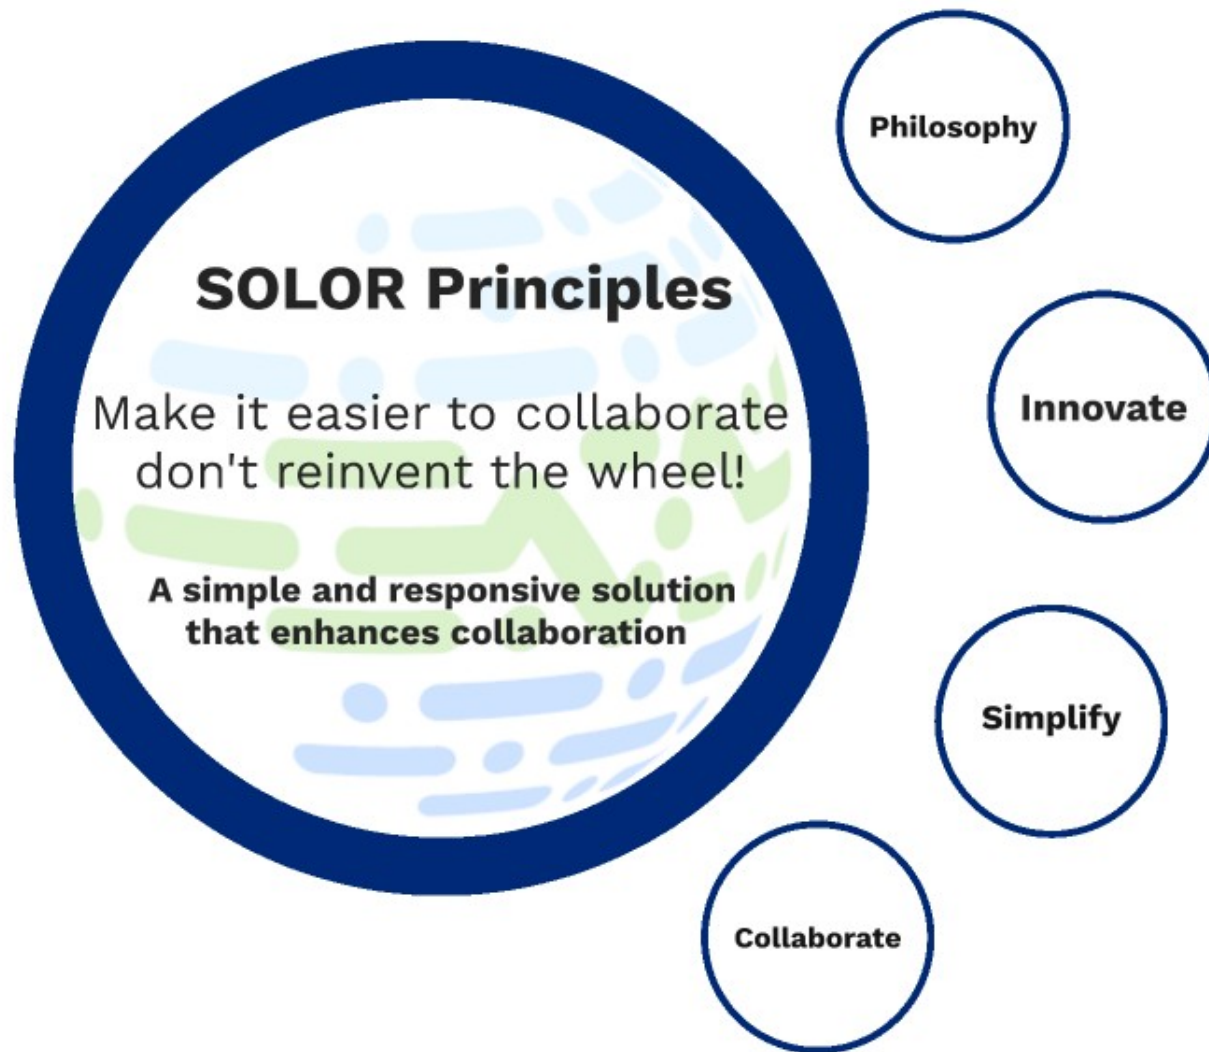 SOLOR Principles
Make it easier to collaborate
don't reinvent the wheel!
A simple and responsive solution
that enhances collaboration
Philosophy
Innovate
Simplify
Collaborate